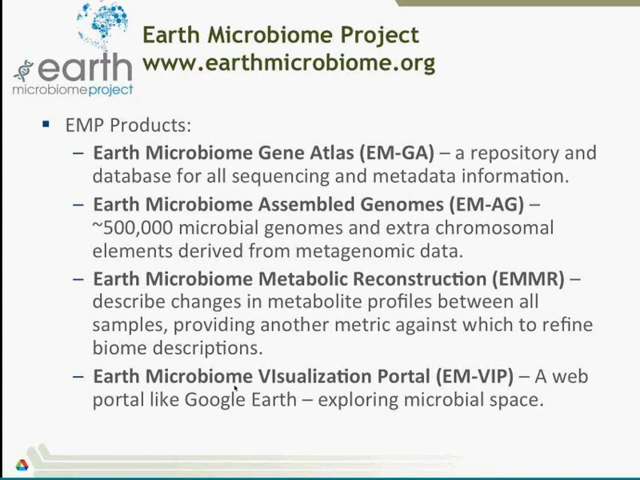 Earth Microbiome Project
www.earthmicrobiome.org
earth
microbiomeproject
EMP Products:
– Earth Microbiome Gene Atlas (EM-GA) – a repository and
database for all sequencing and metadata information.
– Earth Microbiome Assembled Genomes (EM-AG) –
~500,000 microbial genomes and extra chromosomal
elements derived from metagenomic data.
– Earth Microbiome Metabolic Reconstruction (EMMR) –
describe changes in metabolite profiles between all
samples, providing another metric against which to refine
biome descriptions.
– Earth Microbiome VIsualization Portal (EM-VIP) – A web
portal like Google Earth – exploring microbial space.